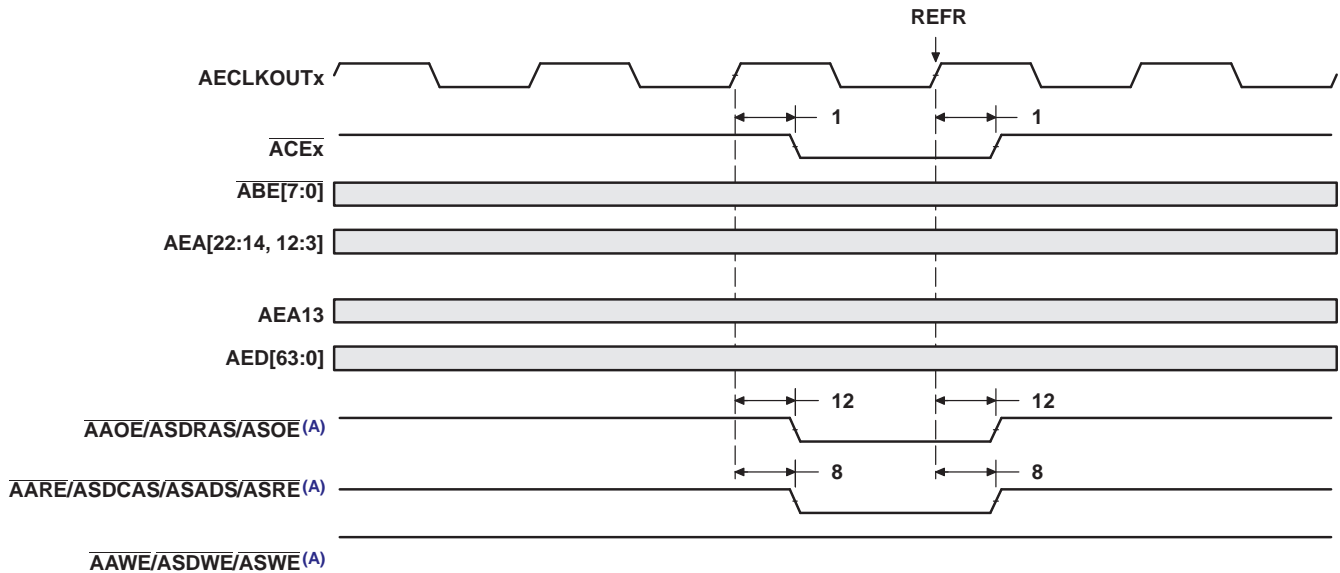 REFR
AECLKOUTx
1 1
ACEx
ABE[7:0]
AEA[22:14, 12:3]
AEA13
AED[63:0]
12 12
AAOE/ASDRAS/ASOE(A)
8 8
AARE/ASDCAS/ASADS/ASRE(A)
AAWE/ASDWE/ASWE(A)